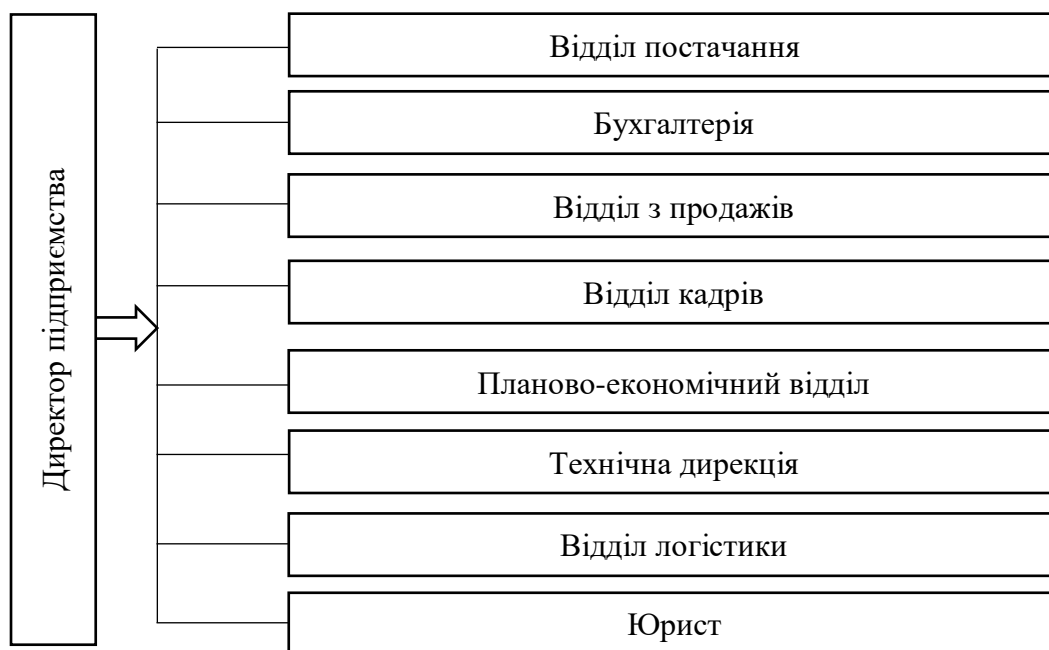 Директор підприємства
Відділ постачання
Бухгалтерія
Відділ з продажів
Відділ кадрів
Планово-економічний відділ
Технічна дирекція
Відділ логістики
Юрист